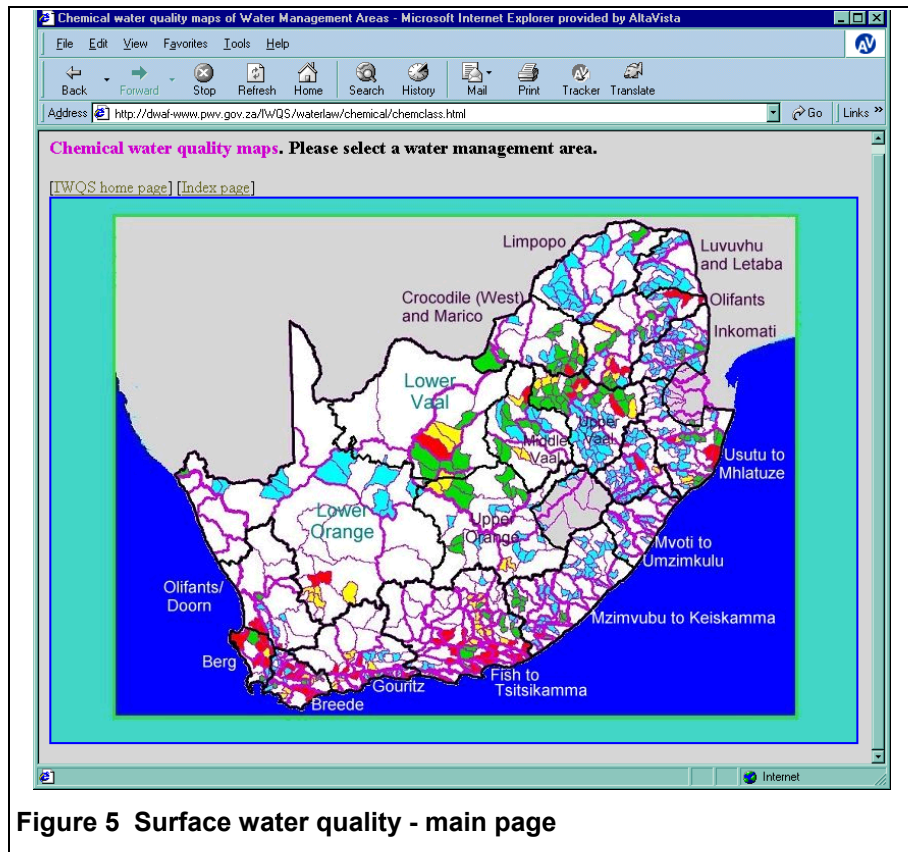 Chemical water quality maps of Water Management Areas - Microsoft Internet Explorer provided by AltaVista
File Edit View Favorites Tools Help
Back Forward Stop Refresh Home Search History Mail Print Tracker Translate
Address http://dwaf-www.pwv.gov.za/IWQS/waterlaw/chemical/chemclass.html Go Links »
Chemical water quality maps. Please select a water management area.
[IWQS home page] [Index page]
Limpopo
Luvuvhu
and Letaba
Crocodile (West)
and Marico
Olifants
Inkomati
Lower
Vaal
Upper
Vaal
Middle
Vaal
Usutu to
Mhlatuze
Lower
Orange
Upper
Orange
Mvoti to
Umzimkulu
Olifants/
Doorn
Mzimvubu to Keiskamma
Berg
Fish to
Tsitsikamma
Gouritz
Breede
Internet
Figure 5 Surface water quality - main page